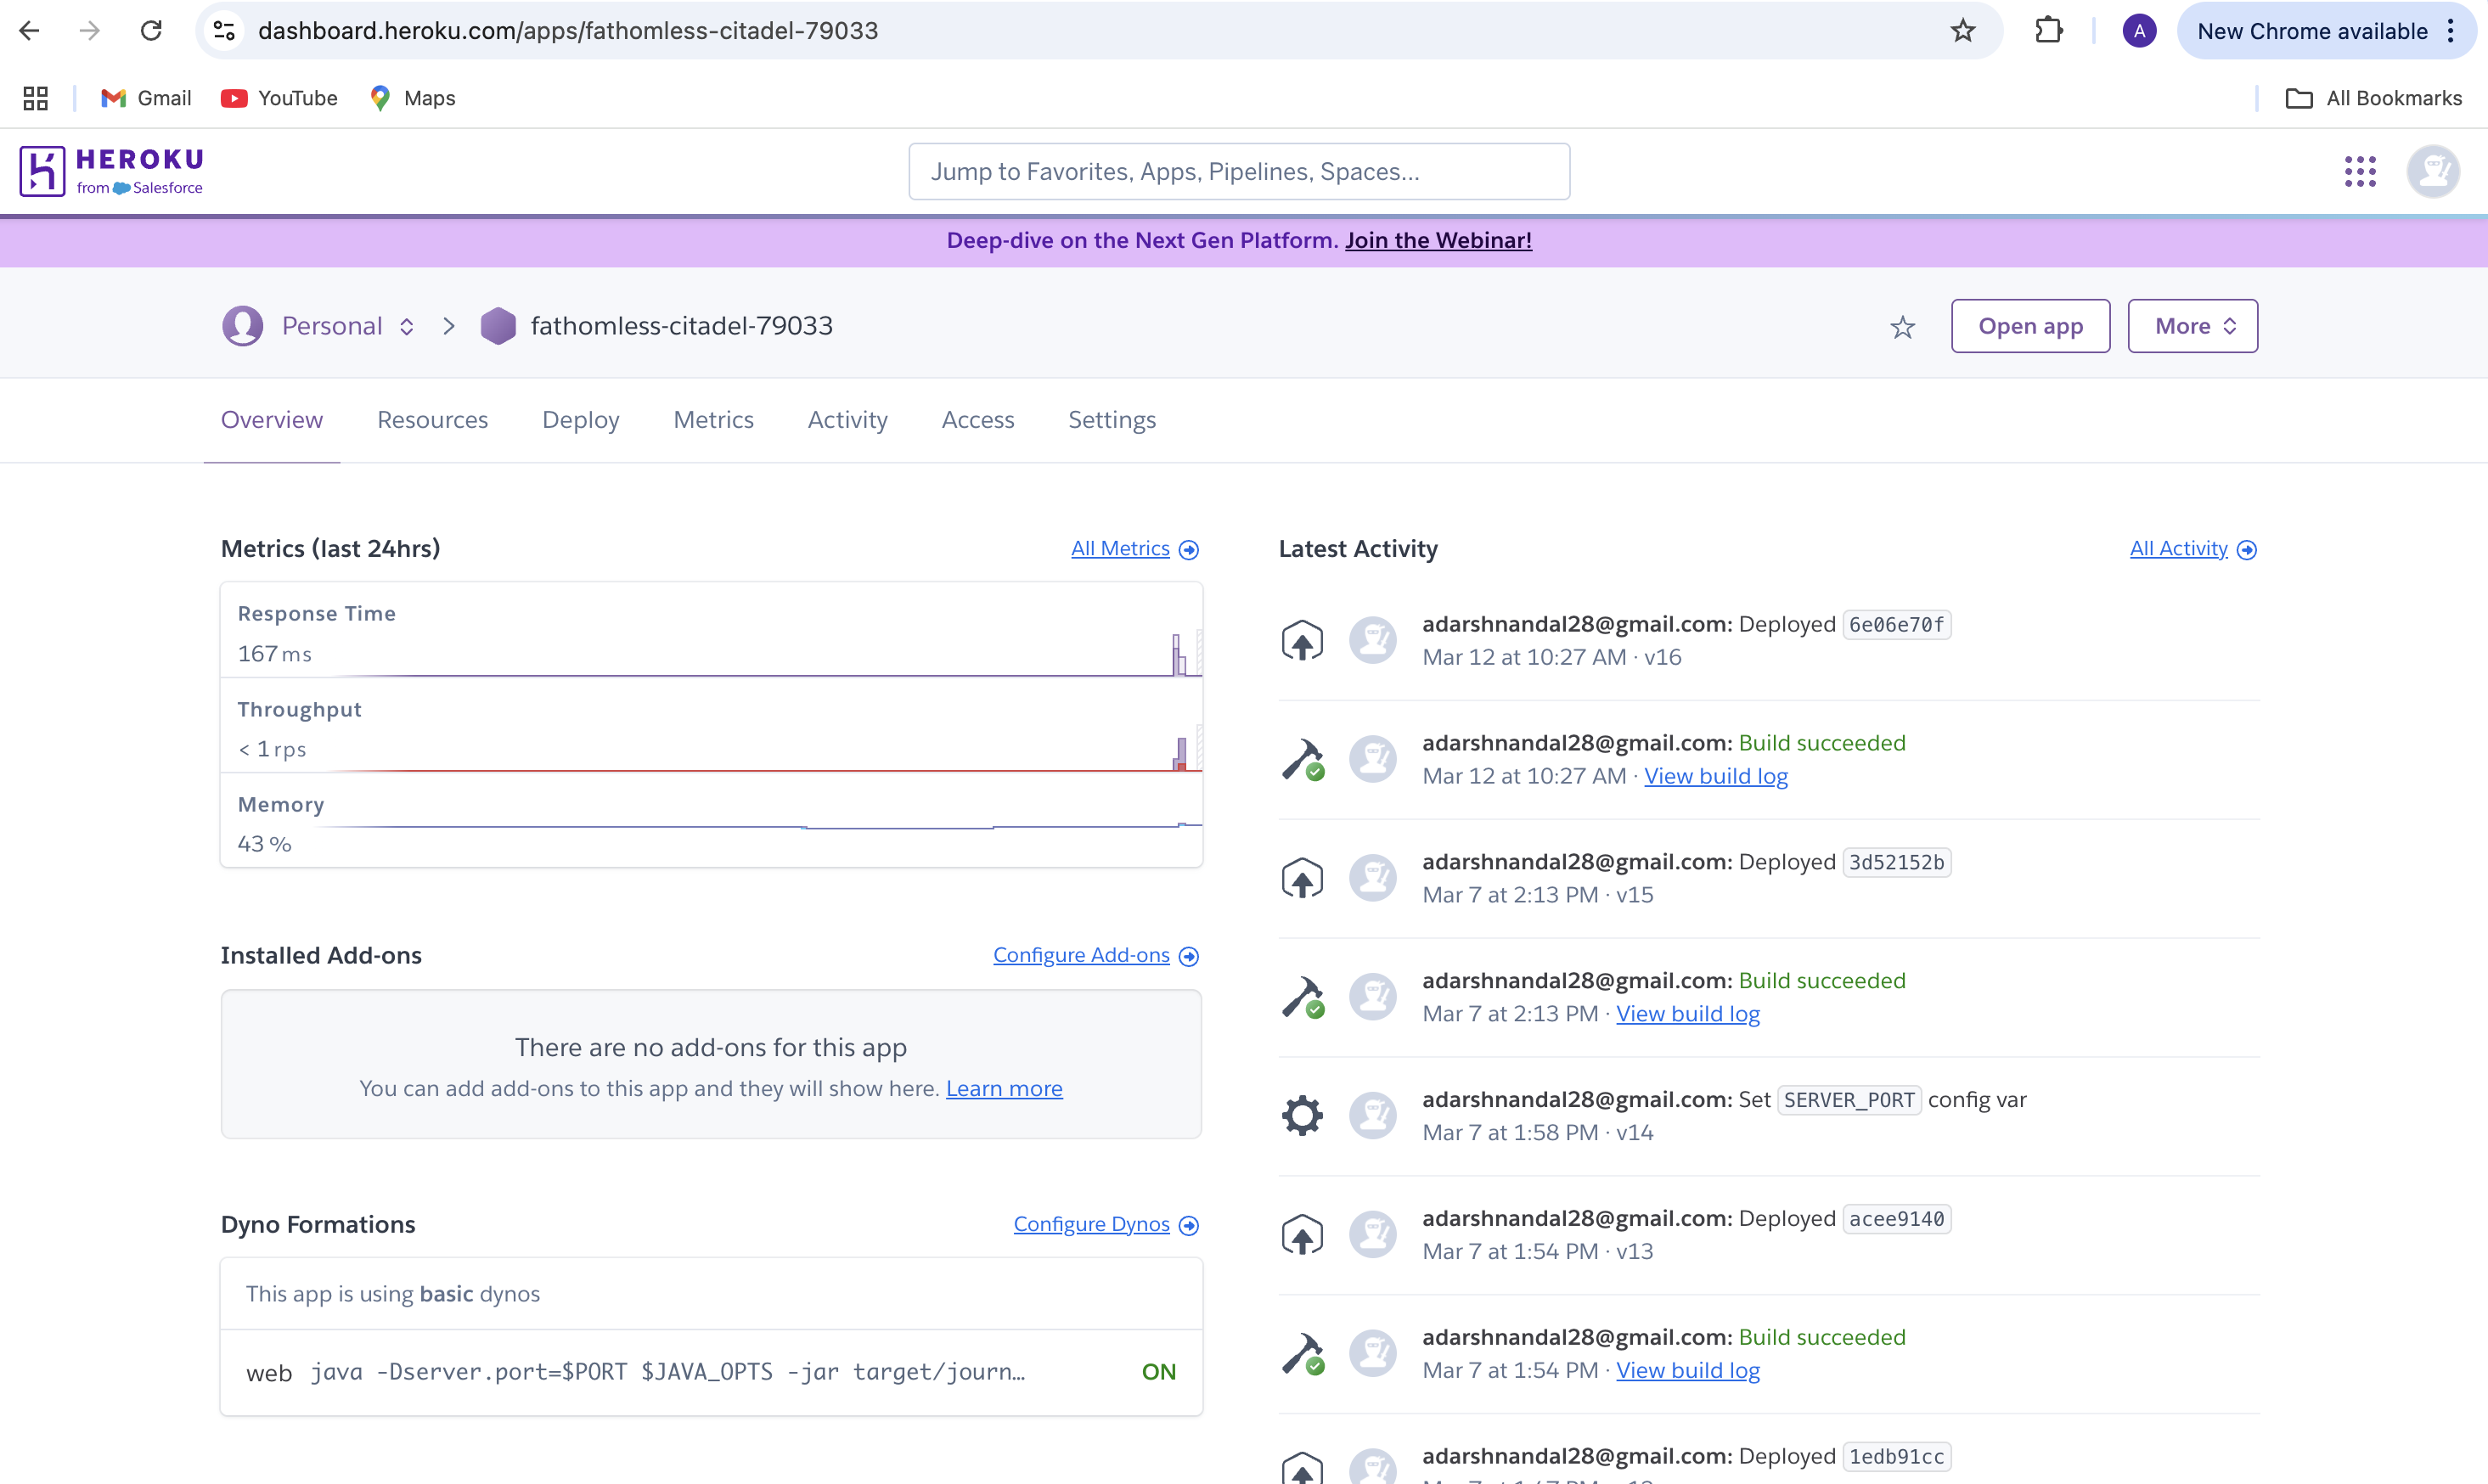 dashboard.heroku.com/apps/fathomless-citadel-79033
A
New Chrome available
Gmail
YouTube
Maps
All Bookmarks
HEROKU
from Salesforce
Jump to Favorites, Apps, Pipelines, Spaces...
Deep-dive on the Next Gen Platform. Join the Webinar!
Personal
fathomless-citadel-79033
Open app
More
Overview
Resources
Deploy
Metrics
Activity
Access
Settings
Metrics (last 24hrs)
All Metrics
Response Time
167 ms
Throughput
< 1 rps
Memory
43 %
Installed Add-ons
Configure Add-ons
There are no add-ons for this app
You can add add-ons to this app and they will show here. Learn more
Dyno Formations
Configure Dynos
This app is using basic dynos
web java -Dserver.port=$PORT $JAVA_OPTS -jar target/journ…
ON
Latest Activity
All Activity
adarshnandal28@gmail.com: Deployed 6e06e70f
Mar 12 at 10:27 AM · v16
adarshnandal28@gmail.com: Build succeeded
Mar 12 at 10:27 AM · View build log
adarshnandal28@gmail.com: Deployed 3d52152b
Mar 7 at 2:13 PM · v15
adarshnandal28@gmail.com: Build succeeded
Mar 7 at 2:13 PM · View build log
adarshnandal28@gmail.com: Set SERVER_PORT config var
Mar 7 at 1:58 PM · v14
adarshnandal28@gmail.com: Deployed acee9140
Mar 7 at 1:54 PM · v13
adarshnandal28@gmail.com: Build succeeded
Mar 7 at 1:54 PM · View build log
adarshnandal28@gmail.com: Deployed 1edb91cc